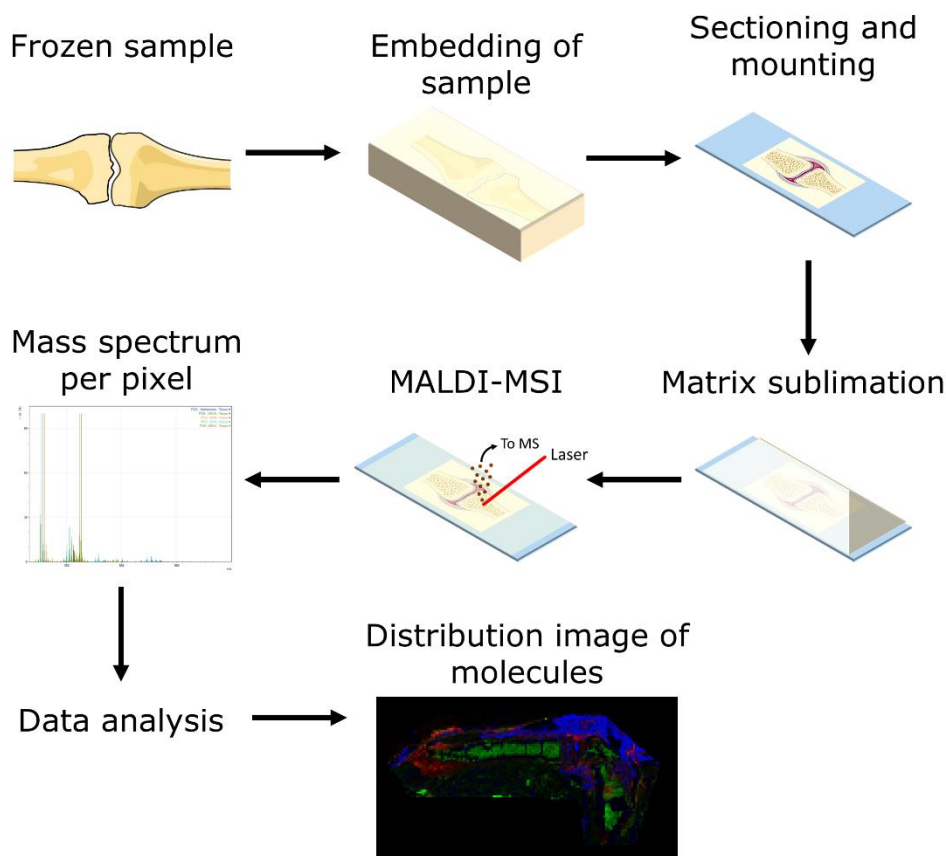 Frozen sample
Embedding of
sample
Sectioning and
mounting
Mass spectrum
per pixel
MALDI-MSI
To MS
Laser
Matrix sublimation
Data analysis
Distribution image of
molecules